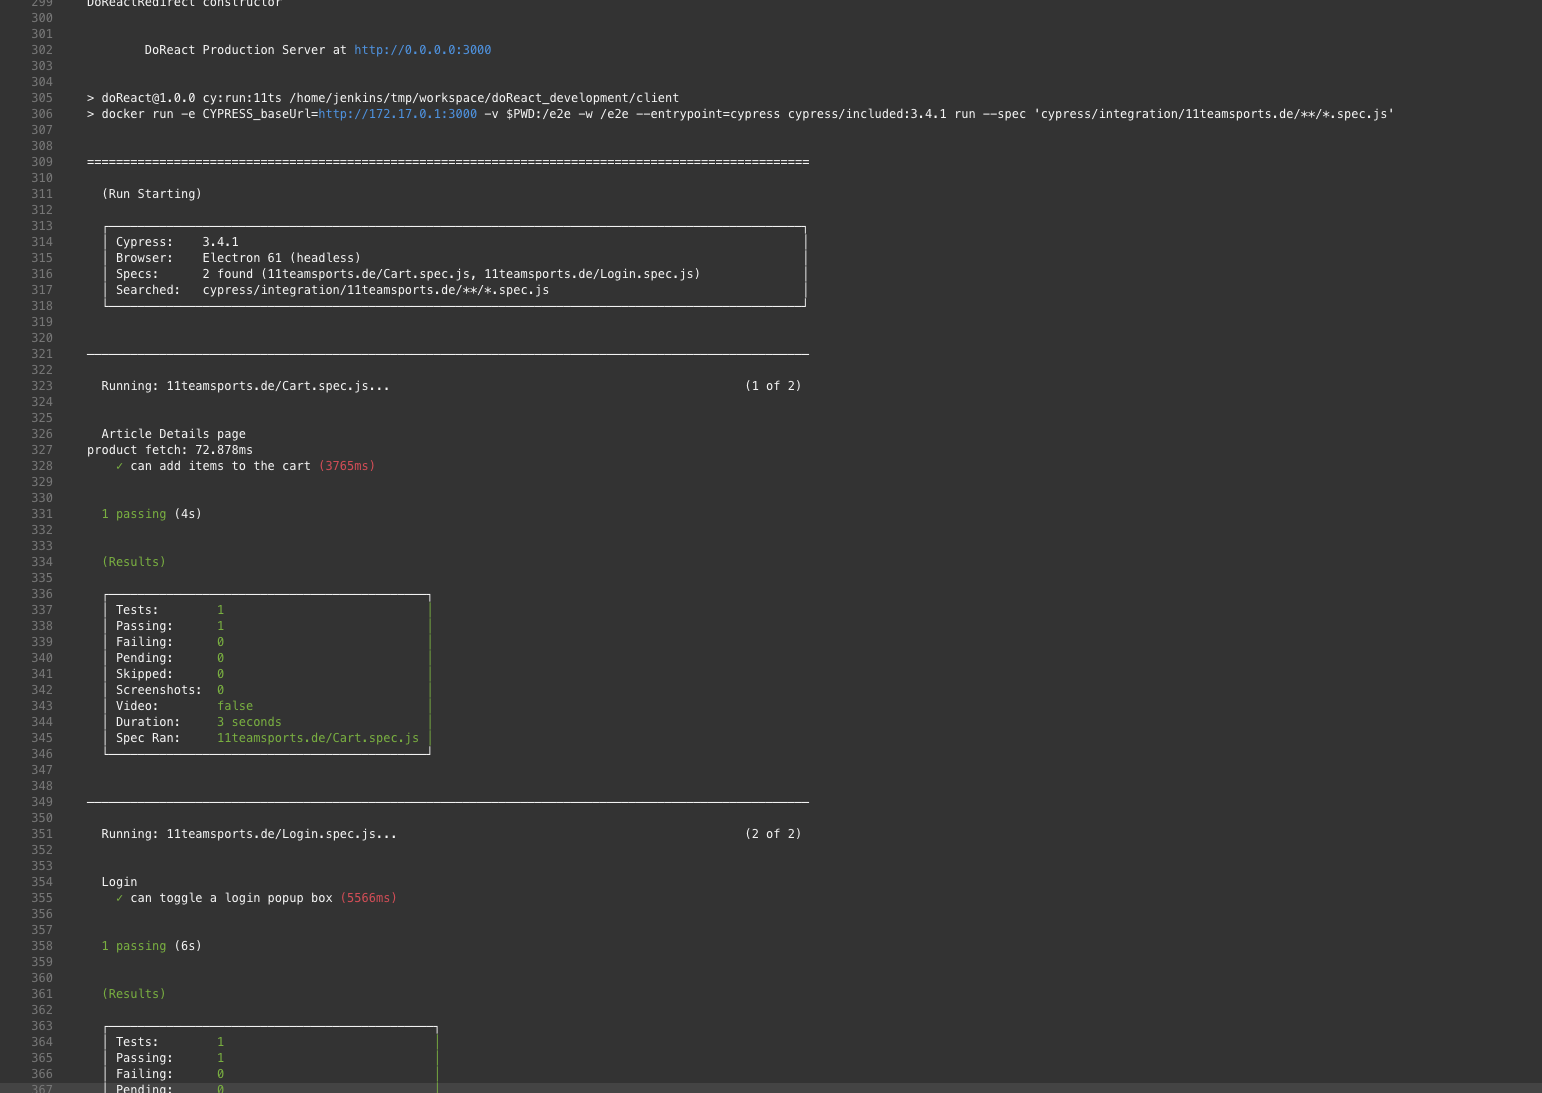 299 DoReactRedirect constructor
300
301
302 DoReact Production Server at http://0.0.0.0:3000
303
304
305 > doReact@1.0.0 cy:run:11ts /home/jenkins/tmp/workspace/doReact_development/client
306 > docker run -e CYPRESS_baseUrl=http://172.17.0.1:3000 -v $PWD:/e2e -w /e2e --entrypoint=cypress cypress/included:3.4.1 run --spec 'cypress/integration/11teamsports.de/**/*.spec.js'
307
308
309 ====================================================================================================
310
311 (Run Starting)
312
313
314 Cypress: 3.4.1
315 Browser: Electron 61 (headless)
316 Specs: 2 found (11teamsports.de/Cart.spec.js, 11teamsports.de/Login.spec.js)
317 Searched: cypress/integration/11teamsports.de/**/*.spec.js
318
319
320
321
322
323 Running: 11teamsports.de/Cart.spec.js... (1 of 2)
324
325
326 Article Details page
327 product fetch: 72.878ms
328 ✓ can add items to the cart (3765ms)
329
330
331 1 passing (4s)
332
333
334 (Results)
335
336
337 Tests: 1
338 Passing: 1
339 Failing: 0
340 Pending: 0
341 Skipped: 0
342 Screenshots: 0
343 Video: false
344 Duration: 3 seconds
345 Spec Ran: 11teamsports.de/Cart.spec.js
346
347
348
349
350
351 Running: 11teamsports.de/Login.spec.js... (2 of 2)
352
353
354 Login
355 ✓ can toggle a login popup box (5566ms)
356
357
358 1 passing (6s)
359
360
361 (Results)
362
363
364 Tests: 1
365 Passing: 1
366 Failing: 0
367 Pending: 0